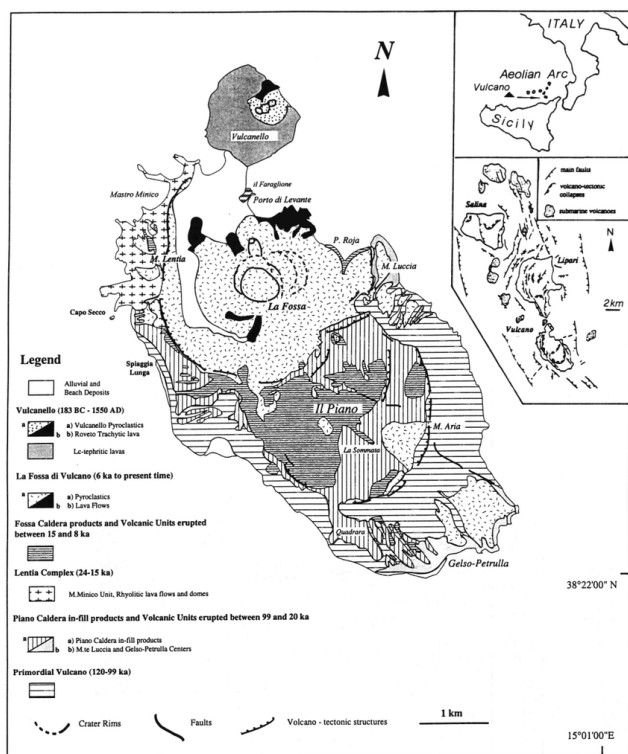 ITALY
N
Aeolian Arc
Vulcano
Sicily
Vulcanello
main faults
volcano-tectonic
collapses
submarine volcanoes
Salina
il Faraglione
Mastro Minico
Porto di Levante
P. Roja
N
M. Lentia
M. Luccia
Lipari
La Fossa
2km
Capo Secco
Vulcano
Legend
Spiaggia
Lunga
Alluvial and
Beach Deposits
Il Piano
Vulcanello (183 BC - 1550 AD)
a b
a) Vulcanello Pyroclastics
b) Roveto Trachytic lava
M. Aria
La Sommata
Lc-tephritic lavas
La Fossa di Vulcano (6 ka to present time)
a b
a) Pyroclastics
b) Lava Flows
Fossa Caldera products and Volcanic Units erupted
between 15 and 8 ka
Quadrara
Gelso-Petrulla
Lentia Complex (24-15 ka)
38°22'00" N
M.Minico Unit, Rhyolitic lava flows and domes
Piano Caldera in-fill products and Volcanic Units erupted between 99 and 20 ka
a b
a) Piano Caldera in-fill products
b) M.te Luccia and Gelso-Petrulla Centers
Primordial Vulcano (120-99 ka)
1 km
Crater Rims
Faults
Volcano - tectonic structures
15°01'00"E